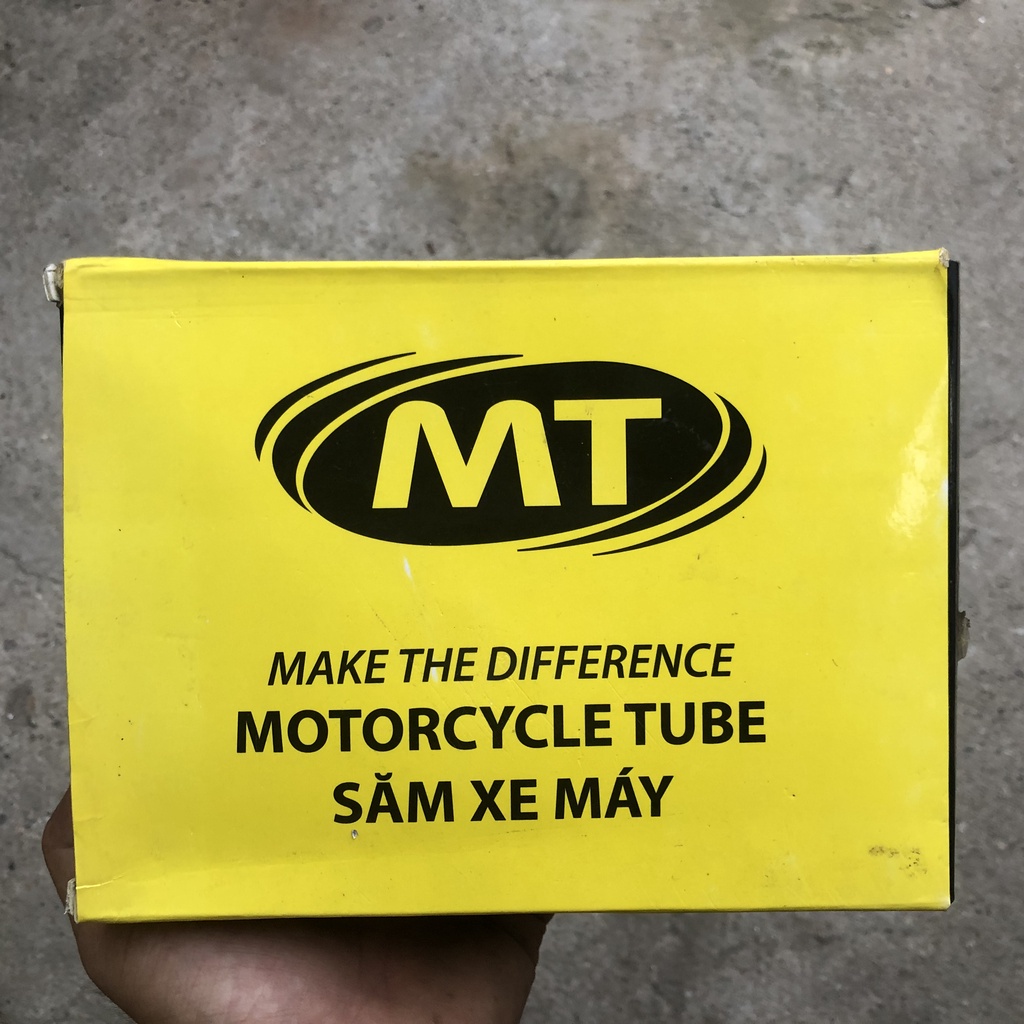 MT
MAKE THE DIFFERENCE
MOTORCYCLE TUBE
SĂM XE MÁY